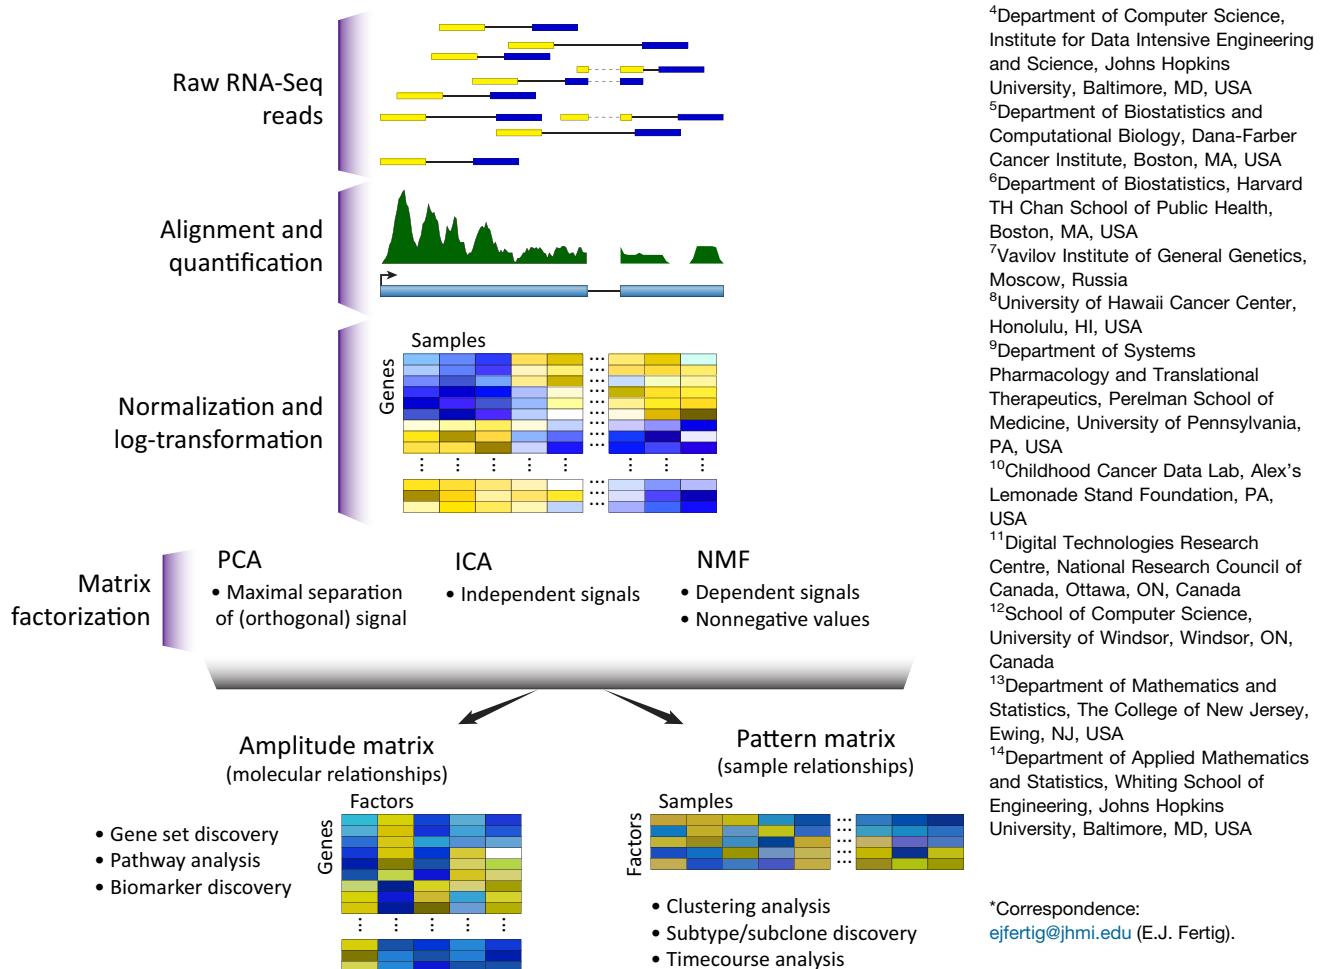 Raw RNA-Seq
reads
Alignment and
quantification
Normalization and
log-transformation
Samples
Genes
Matrix
factorization
PCA
• Maximal separation
of (orthogonal) signal
ICA
• Independent signals
NMF
• Dependent signals
• Nonnegative values
Amplitude matrix
(molecular relationships)
• Gene set discovery
• Pathway analysis
• Biomarker discovery
Factors
Genes
Pattern matrix
(sample relationships)
Samples
Factors
• Clustering analysis
• Subtype/subclone discovery
• Timecourse analysis
⁴Department of Computer Science,
Institute for Data Intensive Engineering
and Science, Johns Hopkins
University, Baltimore, MD, USA
⁵Department of Biostatistics and
Computational Biology, Dana-Farber
Cancer Institute, Boston, MA, USA
⁶Department of Biostatistics, Harvard
TH Chan School of Public Health,
Boston, MA, USA
⁷Vavilov Institute of General Genetics,
Moscow, Russia
⁸University of Hawaii Cancer Center,
Honolulu, HI, USA
⁹Department of Systems
Pharmacology and Translational
Therapeutics, Perelman School of
Medicine, University of Pennsylvania,
PA, USA
¹⁰Childhood Cancer Data Lab, Alex's
Lemonade Stand Foundation, PA,
USA
¹¹Digital Technologies Research
Centre, National Research Council of
Canada, Ottawa, ON, Canada
¹²School of Computer Science,
University of Windsor, Windsor, ON,
Canada
¹³Department of Mathematics and
Statistics, The College of New Jersey,
Ewing, NJ, USA
¹⁴Department of Applied Mathematics
and Statistics, Whiting School of
Engineering, Johns Hopkins
University, Baltimore, MD, USA
*Correspondence:
ejfertig@jhmi.edu (E.J. Fertig).